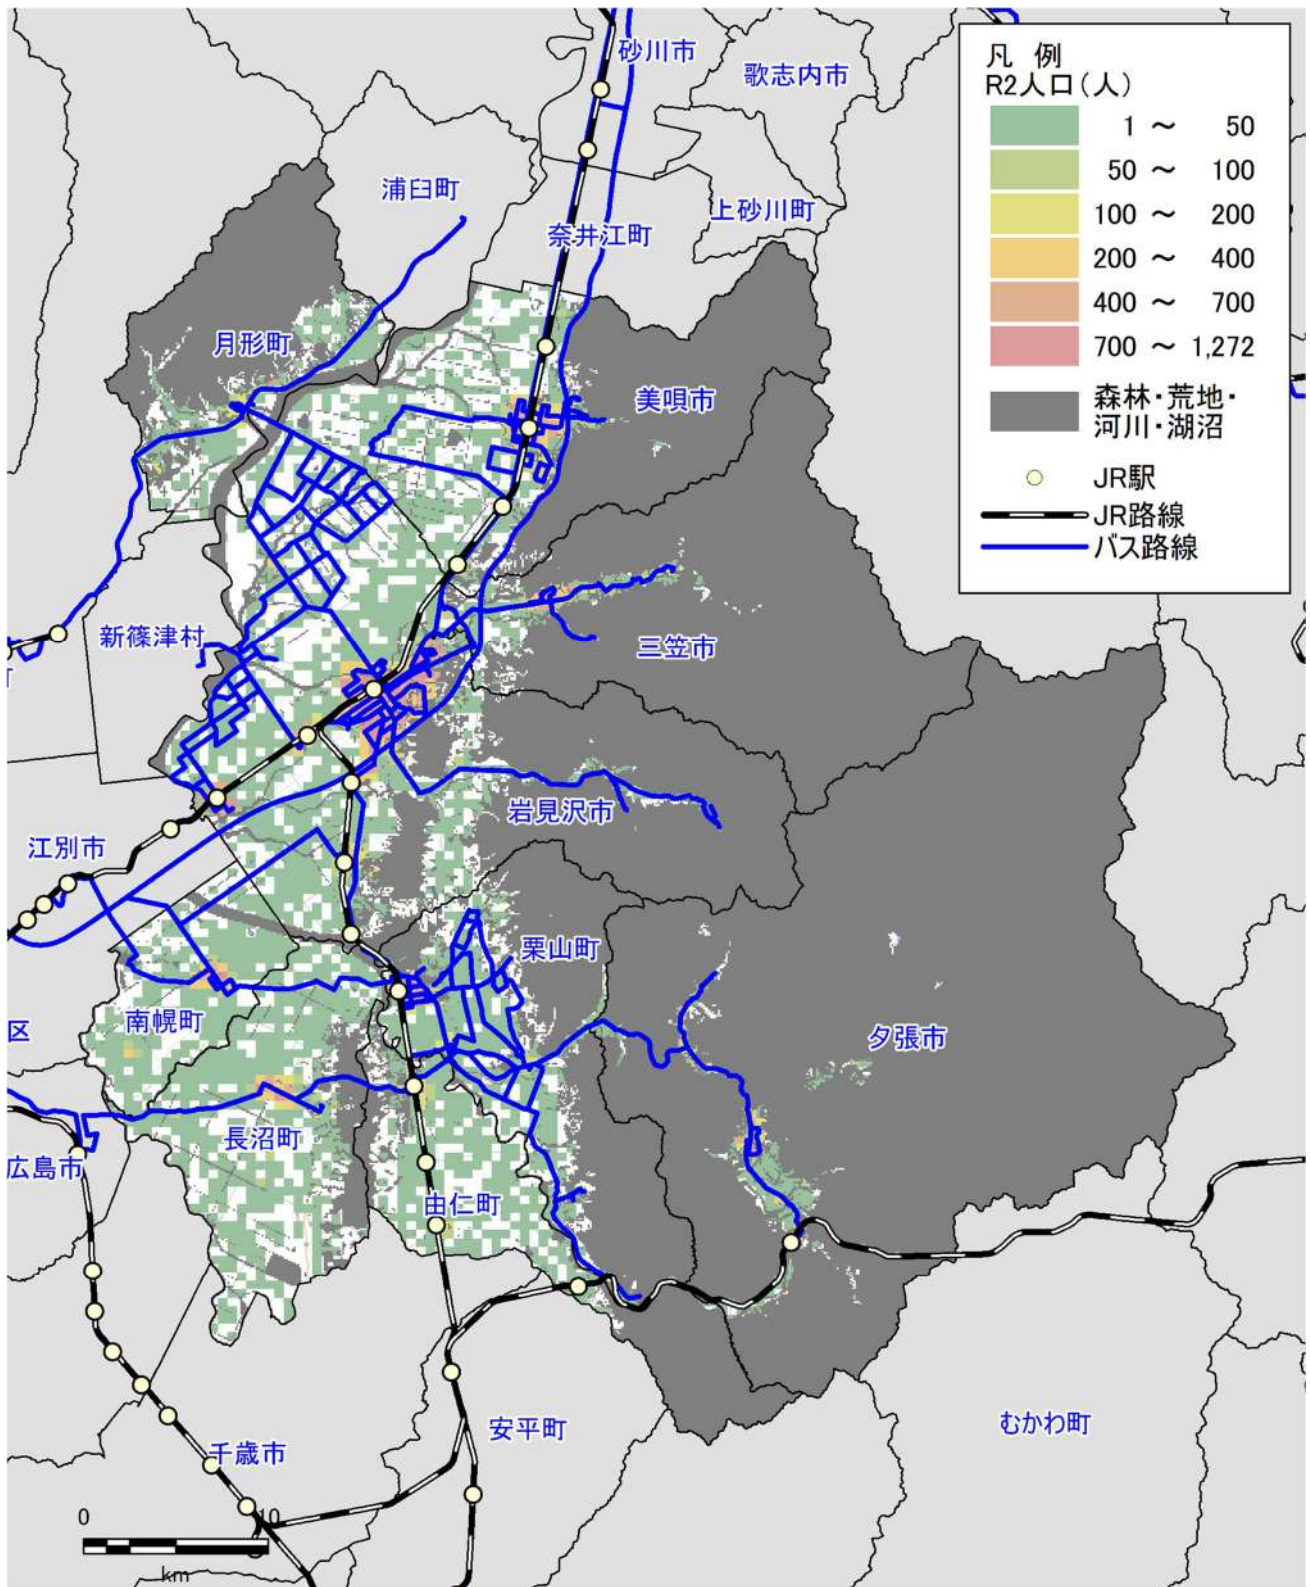 凡 例
R2人口(人)
1 ～ 50
50 ～ 100
100 ～ 200
200 ～ 400
400 ～ 700
700 ～ 1,272
森林・荒地・
河川・湖沼
JR駅
JR路線
バス路線
砂川市
歌志内市
浦臼町
上砂川町
奈井江町
月形町
美唄市
新篠津村
三笠市
岩見沢市
江別市
栗山町
南幌町
区
夕張市
長沼町
広島市
由仁町
安平町
むかわ町
千歳市
0 10
km